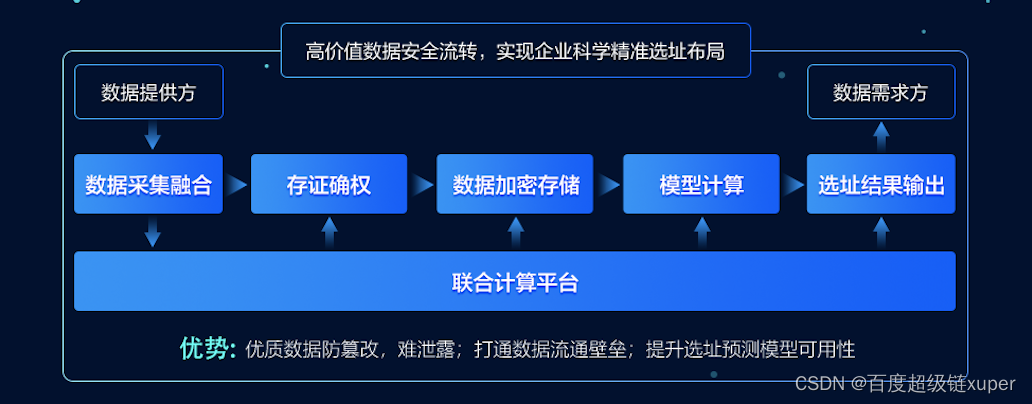 高价值数据安全流转，实现企业科学精准选址布局
数据提供方
数据需求方
数据采集融合
存证确权
数据加密存储
模型计算
选址结果输出
联合计算平台
优势: 优质数据防篡改，难泄露；打通数据流通壁垒；提升选址预测模型可用性
CSDN @百度超级链xuper